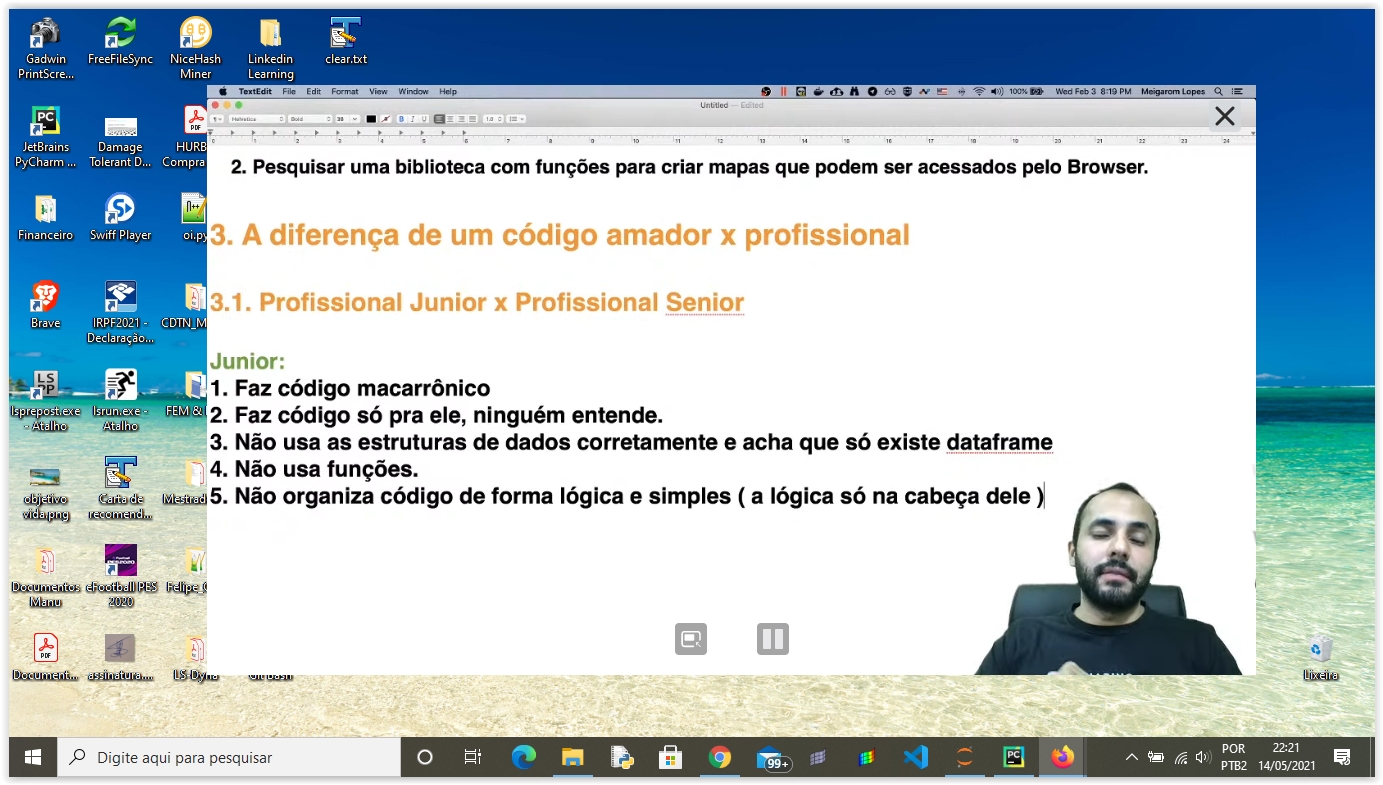 Gadwin
PrintScre...
FreeFileSync
NiceHash
Miner
Linkedin
Learning
clear.txt
TextEdit File Edit Format View Window Help
100%
Wed Feb 3 8:19 PM Meigarom Lopes
Untitled — Edited
Helvetica
Bold
JetBrains
PyCharm ...
Damage
Tolerant D...
HURB
Compra
2. Pesquisar uma biblioteca com funções para criar mapas que podem ser acessados pelo Browser.
Financeiro
Swiff Player
oi.py
3. A diferença de um código amador x profissional
3.1. Profissional Junior x Profissional Senior
Brave
IRPF2021 -
Declaração...
CDTN_M
Junior:
1. Faz código macarrônico
2. Faz código só pra ele, ninguém entende.
3. Não usa as estruturas de dados corretamente e acha que só existe dataframe
4. Não usa funções.
5. Não organiza código de forma lógica e simples ( a lógica só na cabeça dele )
lsprepost.exe
- Atalho
lsrun.exe -
Atalho
FEM &
objetivo
vida.png
Carta de
recomend...
Mestrad
Documentos
Manu
eFootball PES
2020
Felipe_
Document...
assinatura....
LS-Dyna
Git Bash
Lixeira
Digite aqui para pesquisar
99+
POR
PTB2
22:21
14/05/2021